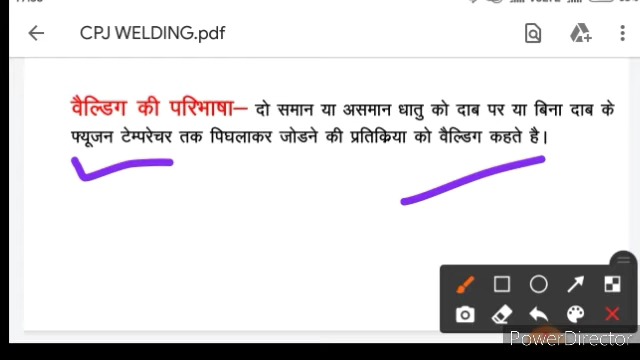 CPJ WELDING.pdf
वैल्डिग की परिभाषा– दो समान या असमान धातु को दाब पर या बिना दाब के
फ्यूजन टेम्परेचर तक पिघलाकर जोडने की प्रतिकिया को वैल्डिग कहते है।
PowerDirector